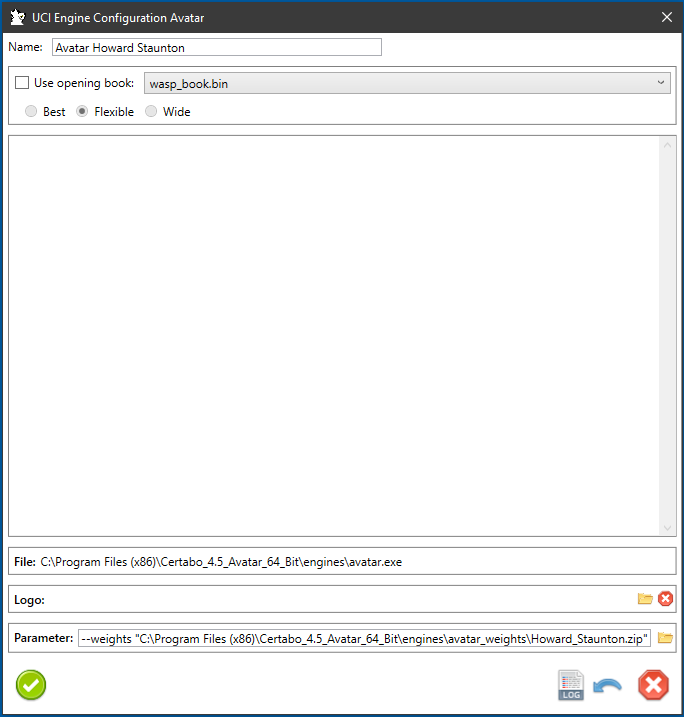 UCI Engine Configuration Avatar
Name: Avatar Howard Staunton
Use opening book: wasp_book.bin
Best Flexible Wide
File: C:\Program Files (x86)\Certabo_4.5_Avatar_64_Bit\engines\avatar.exe
Logo:
Parameter: --weights "C:\Program Files (x86)\Certabo_4.5_Avatar_64_Bit\engines\avatar_weights\Howard_Staunton.zip"
LOG